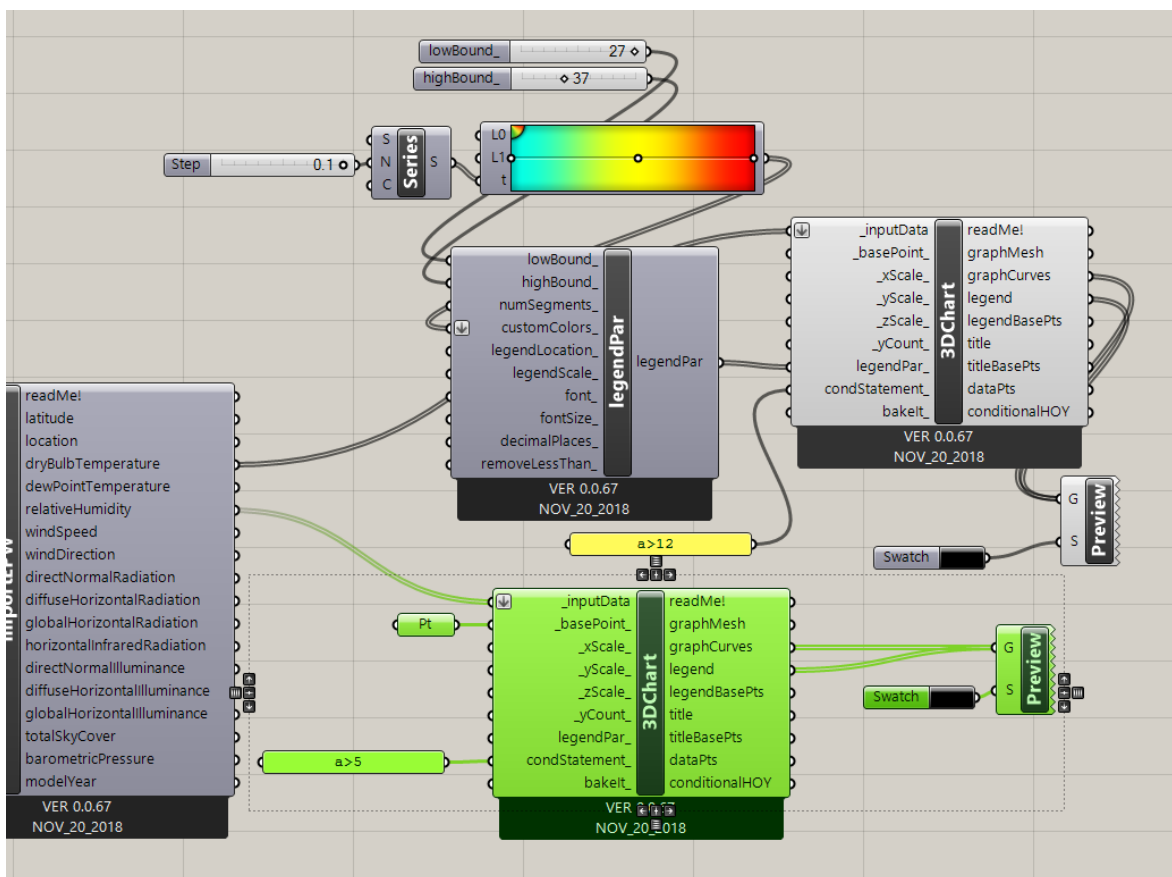 lowBound_ 27
highBound_ 37
Step 0.1
S
N
C
Series
S
L0
L1
t
lowBound_
highBound_
numSegments_
customColors_
legendLocation_
legendScale_
font_
fontSize_
decimalPlaces_
removeLessThan_
legendPar
legendPar
VER 0.0.67
NOV_20_2018
_inputData
_basePoint_
_xScale_
_yScale_
_zScale_
_yCount_
legendPar_
condStatement_
bakeIt_
3DChart
readMe!
graphMesh
graphCurves
legend
legendBasePts
title
titleBasePts
dataPts
conditionalHOY
VER 0.0.67
NOV_20_2018
readMe!
latitude
location
dryBulbTemperature
dewPointTemperature
relativeHumidity
windSpeed
windDirection
directNormalRadiation
diffuseHorizontalRadiation
globalHorizontalRadiation
horizontalInfraredRadiation
directNormalIlluminance
diffuseHorizontalIlluminance
globalHorizontalIlluminance
totalSkyCover
barometricPressure
modelYear
VER 0.0.67
NOV_20_2018
a>12
G
S
Preview
Swatch
Pt
a>5
_inputData
_basePoint_
_xScale_
_yScale_
_zScale_
_yCount_
legendPar_
condStatement_
bakeIt_
3DChart
readMe!
graphMesh
graphCurves
legend
legendBasePts
title
titleBasePts
dataPts
conditionalHOY
VER
NOV_20_2018
G
S
Preview
Swatch